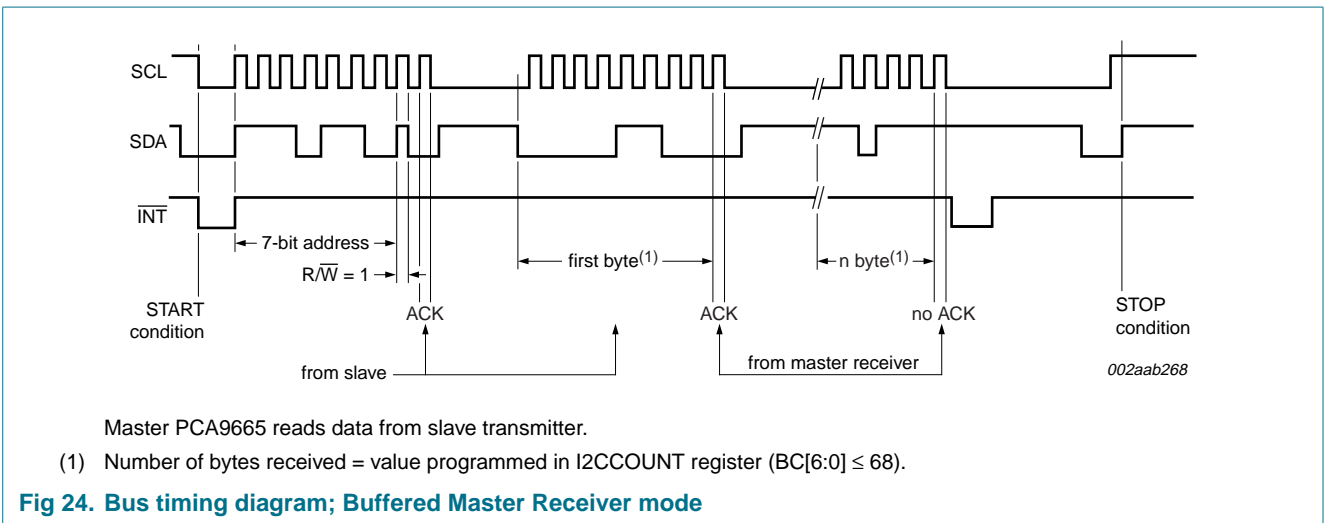 SCL
SDA
INT
7-bit address
first byte(1)
n byte(1)
R/W = 1
START
condition
ACK
ACK
no ACK
STOP
condition
from slave
from master receiver
002aab268
Master PCA9665 reads data from slave transmitter.
(1) Number of bytes received = value programmed in I2CCOUNT register (BC[6:0] ≤ 68).
Fig 24. Bus timing diagram; Buffered Master Receiver mode